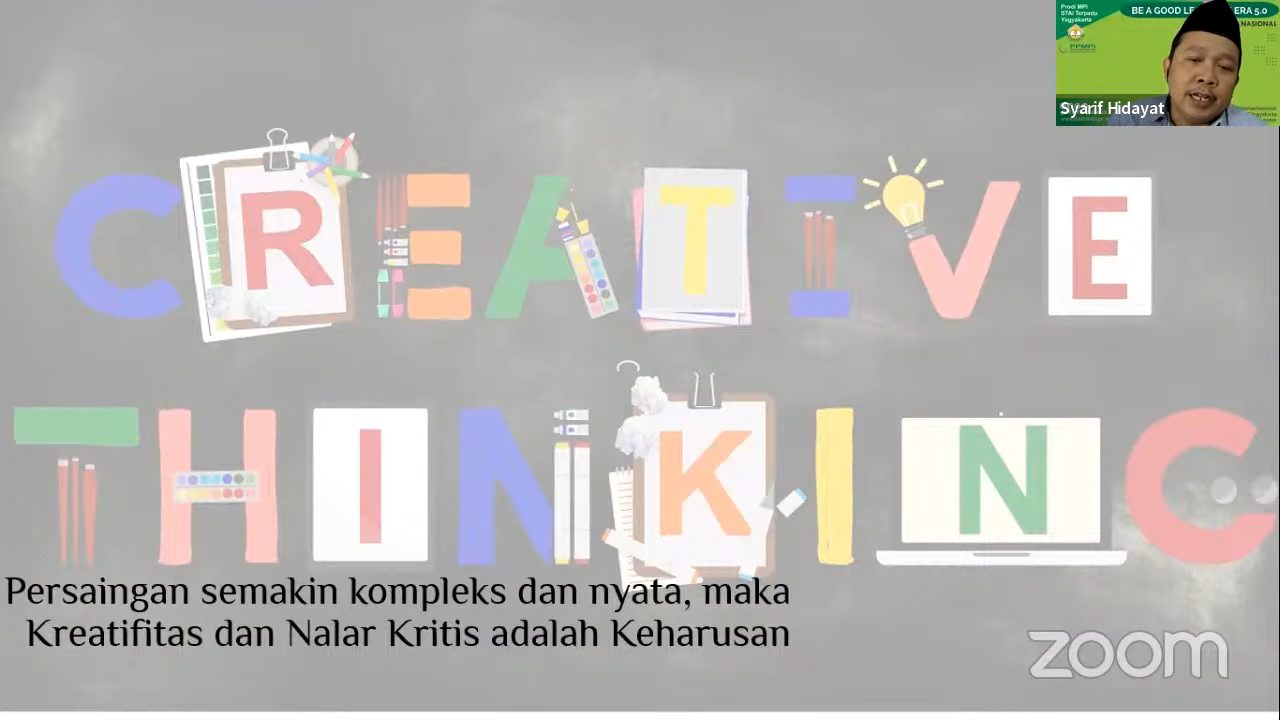 Prodi MPI
STAI Terpadu
Yogyakarta
BE A GOOD LE ERA 5.0
NASIONAL
Syarif Hidayat
CREATIVE
THINKING
Persaingan semakin kompleks dan nyata, maka
Kreatifitas dan Nalar Kritis adalah Keharusan
zoom